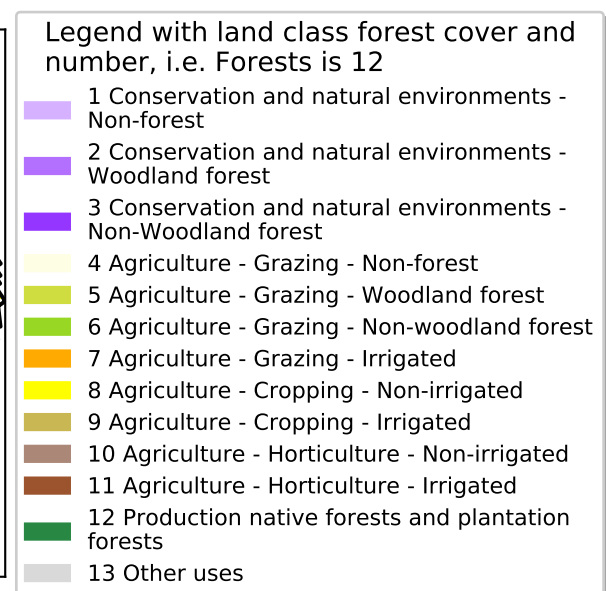 Legend with land class forest cover and
number, i.e. Forests is 12
1 Conservation and natural environments -
Non-forest
2 Conservation and natural environments -
Woodland forest
3 Conservation and natural environments -
Non-Woodland forest
4 Agriculture - Grazing - Non-forest
5 Agriculture - Grazing - Woodland forest
6 Agriculture - Grazing - Non-woodland forest
7 Agriculture - Grazing - Irrigated
8 Agriculture - Cropping - Non-irrigated
9 Agriculture - Cropping - Irrigated
10 Agriculture - Horticulture - Non-irrigated
11 Agriculture - Horticulture - Irrigated
12 Production native forests and plantation
forests
13 Other uses